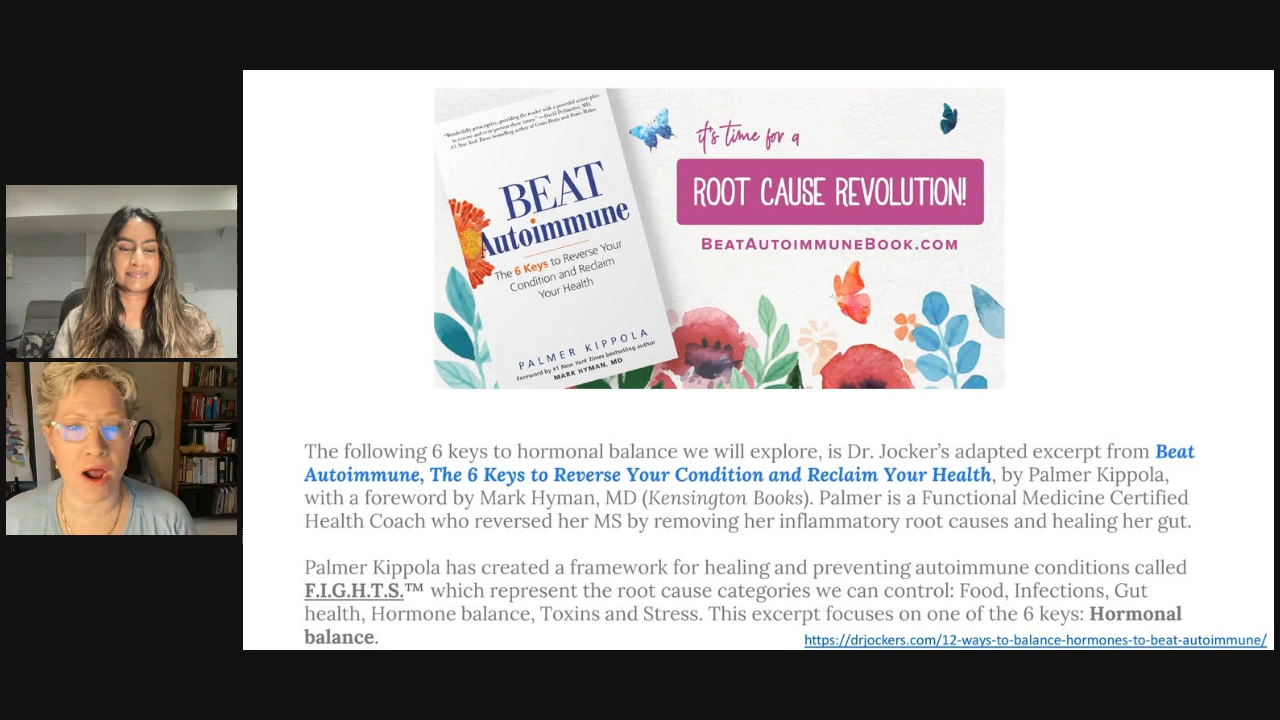 "Wonderfully prescriptive, providing the reader with a powerful action plan
to reverse and even prevent these issues." —David Perlmutter, MD,
#1 New York Times bestselling author of Grain Brain and Brain Maker
BEAT
Autoimmune
The 6 Keys to Reverse Your
Condition and Reclaim
Your Health
PALMER KIPPOLA
foreword by #1 New York Times bestselling author
MARK HYMAN, MD
it's time for a
ROOT CAUSE REVOLUTION!
BEATAUTOIMMUNEBOOK.COM
The following 6 keys to hormonal balance we will explore, is Dr. Jocker's adapted excerpt from Beat
Autoimmune, The 6 Keys to Reverse Your Condition and Reclaim Your Health, by Palmer Kippola,
with a foreword by Mark Hyman, MD (Kensington Books). Palmer is a Functional Medicine Certified
Health Coach who reversed her MS by removing her inflammatory root causes and healing her gut.
Palmer Kippola has created a framework for healing and preventing autoimmune conditions called
F.I.G.H.T.S.™ which represent the root cause categories we can control: Food, Infections, Gut
health, Hormone balance, Toxins and Stress. This excerpt focuses on one of the 6 keys: Hormonal
balance.
https://drjockers.com/12-ways-to-balance-hormones-to-beat-autoimmune/